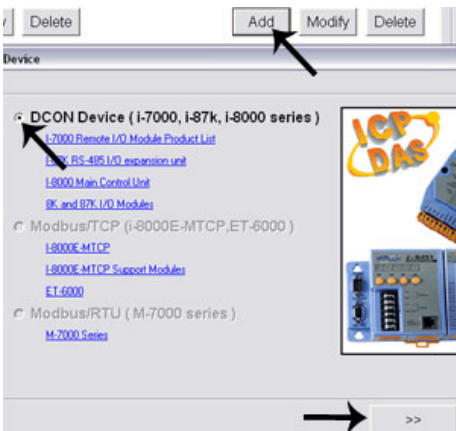 Delete Add Modify Delete
Device
DCON Device ( i-7000, i-87k, i-8000 series )
I-7000 Remote I/O Module Product List
RS-485 I/O expansion unit
I-8000 Main Control Unit
8K and 87K I/O Modules
Modbus/TCP (i-8000E-MTCP,ET-6000 )
I-8000E-MTCP
I-8000E-MTCP Support Modules
ET-6000
Modbus/RTU ( M-7000 series )
M-7000 Series
ICP
DAS
>>